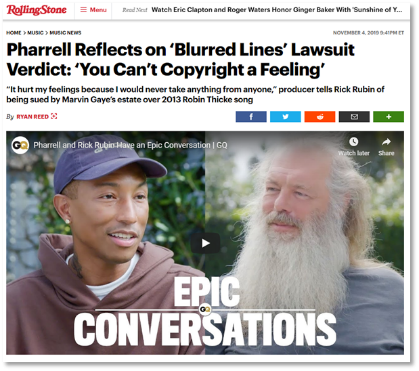 RollingStone
Menu
Read Next Watch Eric Clapton and Roger Waters Honor Ginger Baker With 'Sunshine of Y...
HOME > MUSIC > MUSIC NEWS
NOVEMBER 4, 2019 9:41PM ET
Pharrell Reflects on ‘Blurred Lines’ Lawsuit
Verdict: ‘You Can’t Copyright a Feeling’
“It hurt my feelings because I would never take anything from anyone,” producer tells Rick Rubin of
being sued by Marvin Gaye’s estate over 2013 Robin Thicke song
By RYAN REED
GQ Pharrell and Rick Rubin Have an Epic Conversation | GQ
Watch later
Share
EPIC
GQ
CONVERSATIONS